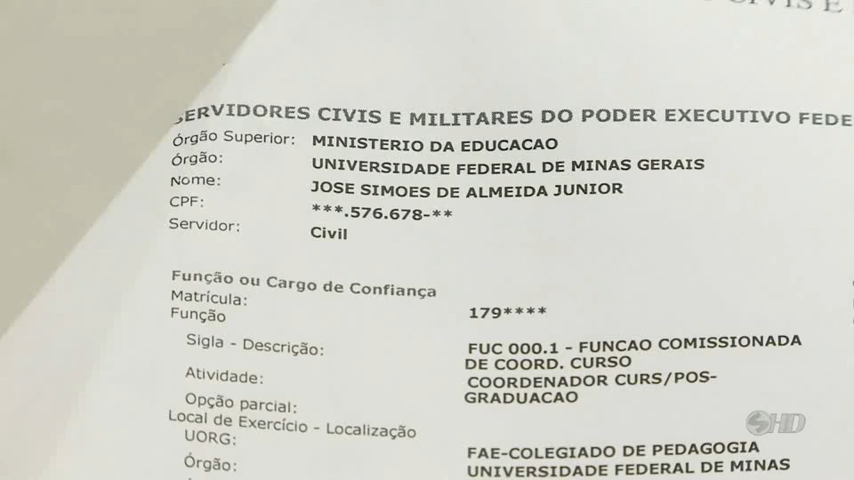 SERVIDORES CIVIS E MILITARES DO PODER EXECUTIVO FEDE
Órgão Superior: MINISTERIO DA EDUCACAO
Órgão: UNIVERSIDADE FEDERAL DE MINAS GERAIS
Nome: JOSE SIMOES DE ALMEIDA JUNIOR
CPF: ***.576.678-**
Servidor: Civil
Função ou Cargo de Confiança
Matrícula: 179****
Função
Sigla - Descrição: FUC 000.1 - FUNCAO COMISSIONADA
DE COORD. CURSO
Atividade: COORDENADOR CURS/POS-
GRADUACAO
Opção parcial:
Local de Exercício - Localização
UORG: FAE-COLEGIADO DE PEDAGOGIA
Órgão: UNIVERSIDADE FEDERAL DE MINAS
HD